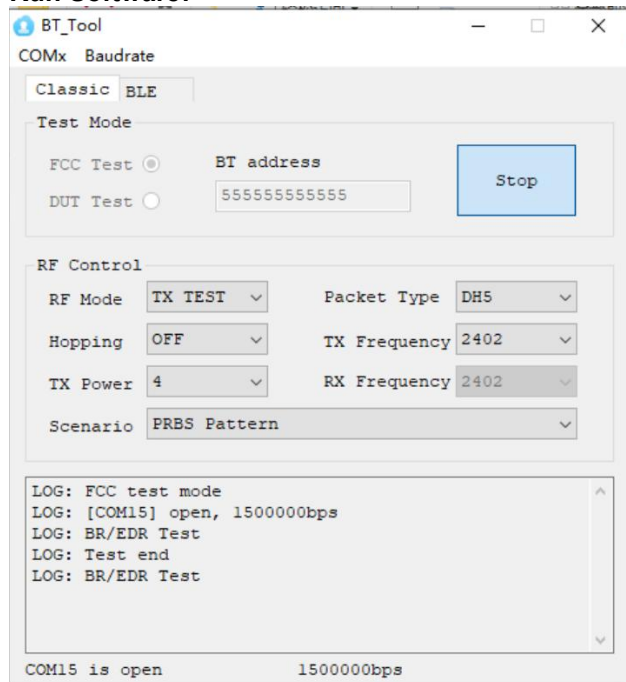 Run Software:
BT_Tool
COMx Baudrate
Classic BLE
Test Mode
FCC Test BT address
555555555555
Stop
DUT Test
RF Control
RF Mode TX TEST Packet Type DH5
Hopping OFF TX Frequency 2402
TX Power 4 RX Frequency 2402
Scenario PRBS Pattern
LOG: FCC test mode
LOG: [COM15] open, 1500000bps
LOG: BR/EDR Test
LOG: Test end
LOG: BR/EDR Test
COM15 is open 1500000bps